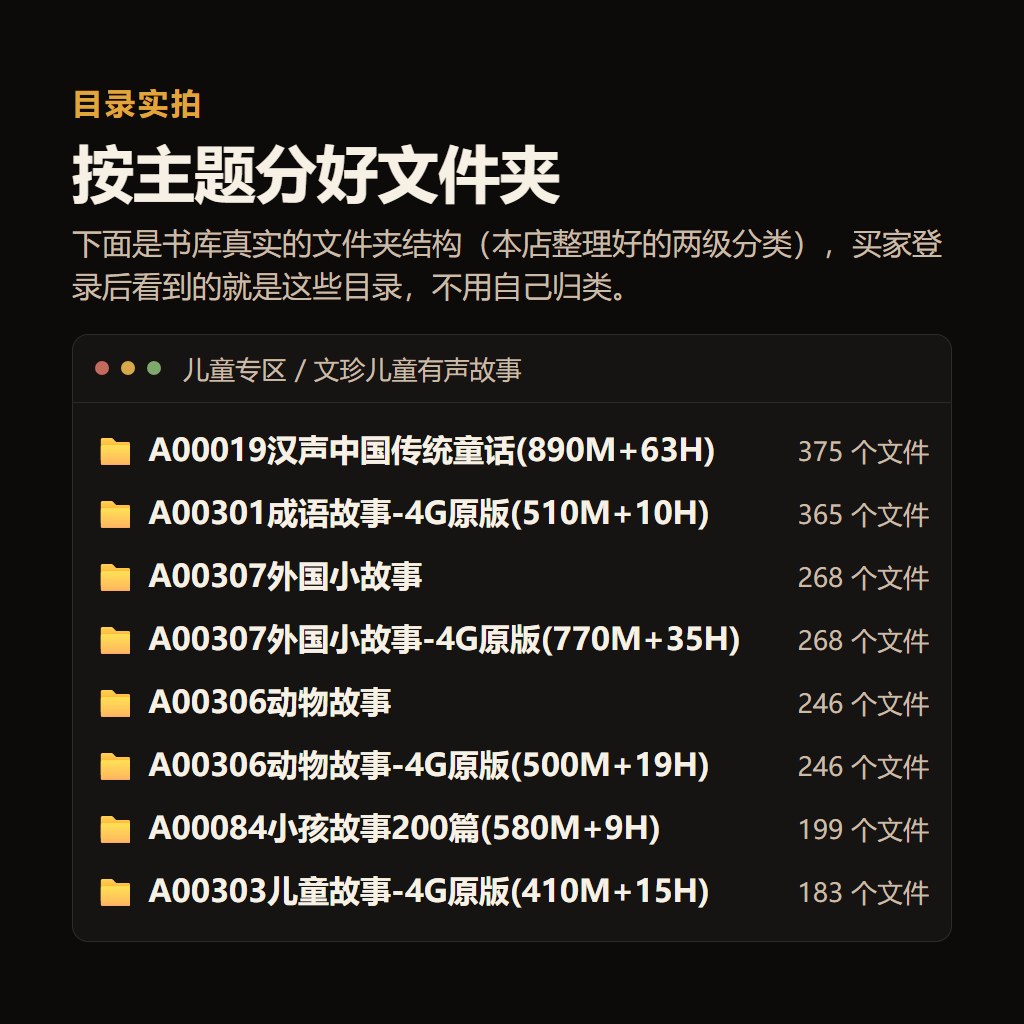 目录实拍
按主题分好文件夹
下面是书库真实的文件夹结构（本店整理好的两级分类），买家登
录后看到的就是这些目录，不用自己归类。
儿童专区 / 文珍儿童有声故事
A00019汉声中国传统童话(890M+63H) 375 个文件
A00301成语故事-4G原版(510M+10H) 365 个文件
A00307外国小故事 268 个文件
A00307外国小故事-4G原版(770M+35H) 268 个文件
A00306动物故事 246 个文件
A00306动物故事-4G原版(500M+19H) 246 个文件
A00084小孩故事200篇(580M+9H) 199 个文件
A00303儿童故事-4G原版(410M+15H) 183 个文件